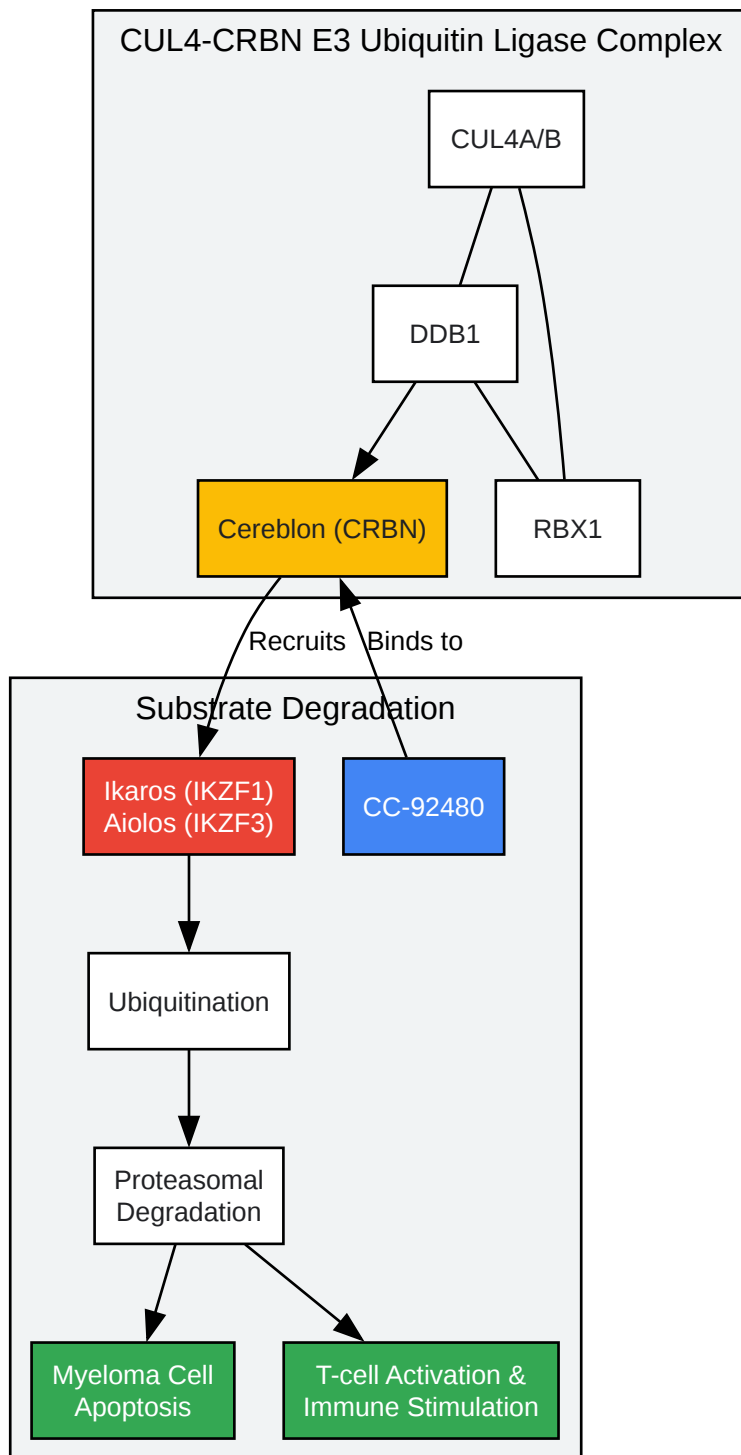 CUL4-CRBN E3 Ubiquitin Ligase Complex
CUL4A/B
DDB1
Cereblon (CRBN)
RBX1
Recruits
Binds to
Substrate Degradation
Ikaros (IKZF1)
Aiolos (IKZF3)
CC-92480
Ubiquitination
Proteasomal
Degradation
Myeloma Cell
Apoptosis
T-cell Activation &
Immune Stimulation